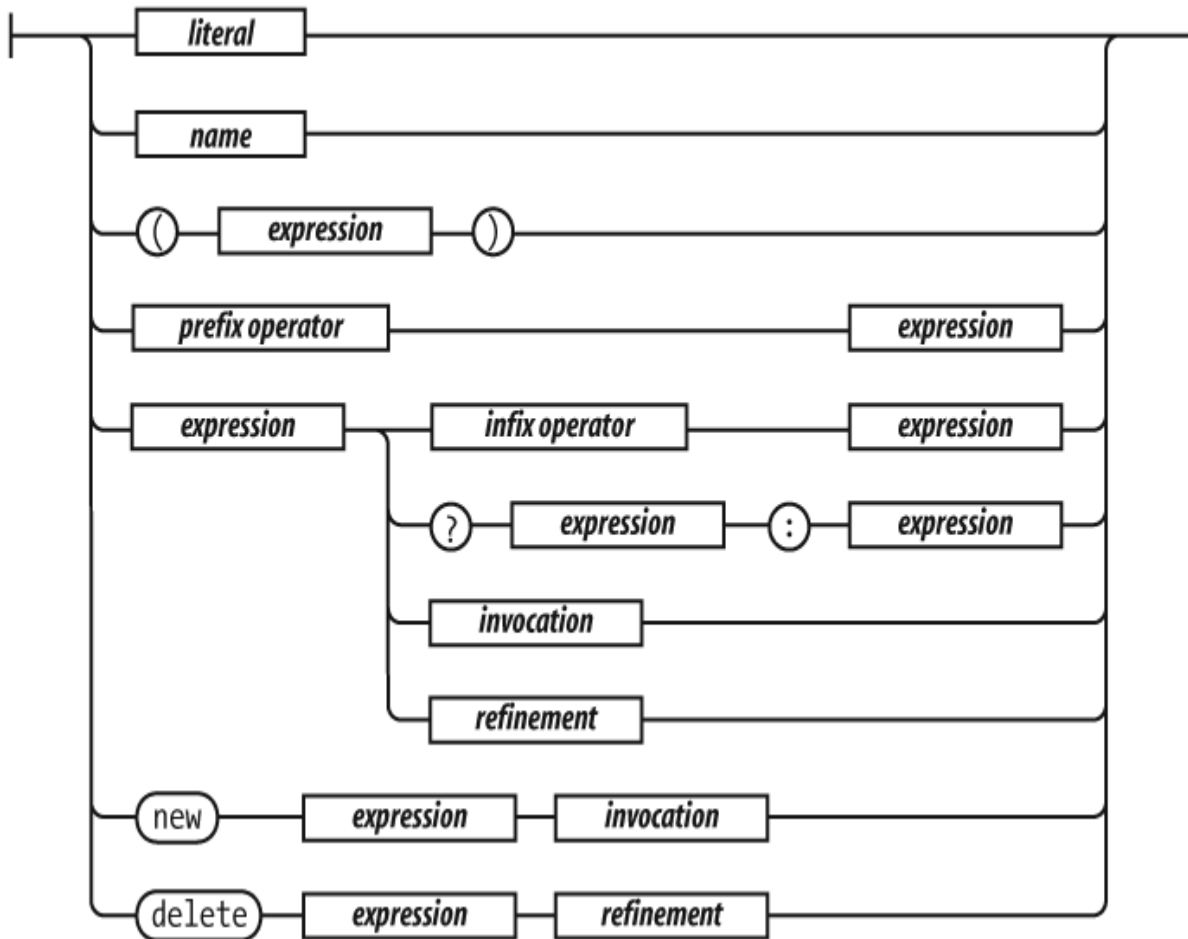 literal
name
( expression )
prefix operator expression
expression infix operator expression
? expression : expression
invocation
refinement
new expression invocation
delete expression refinement